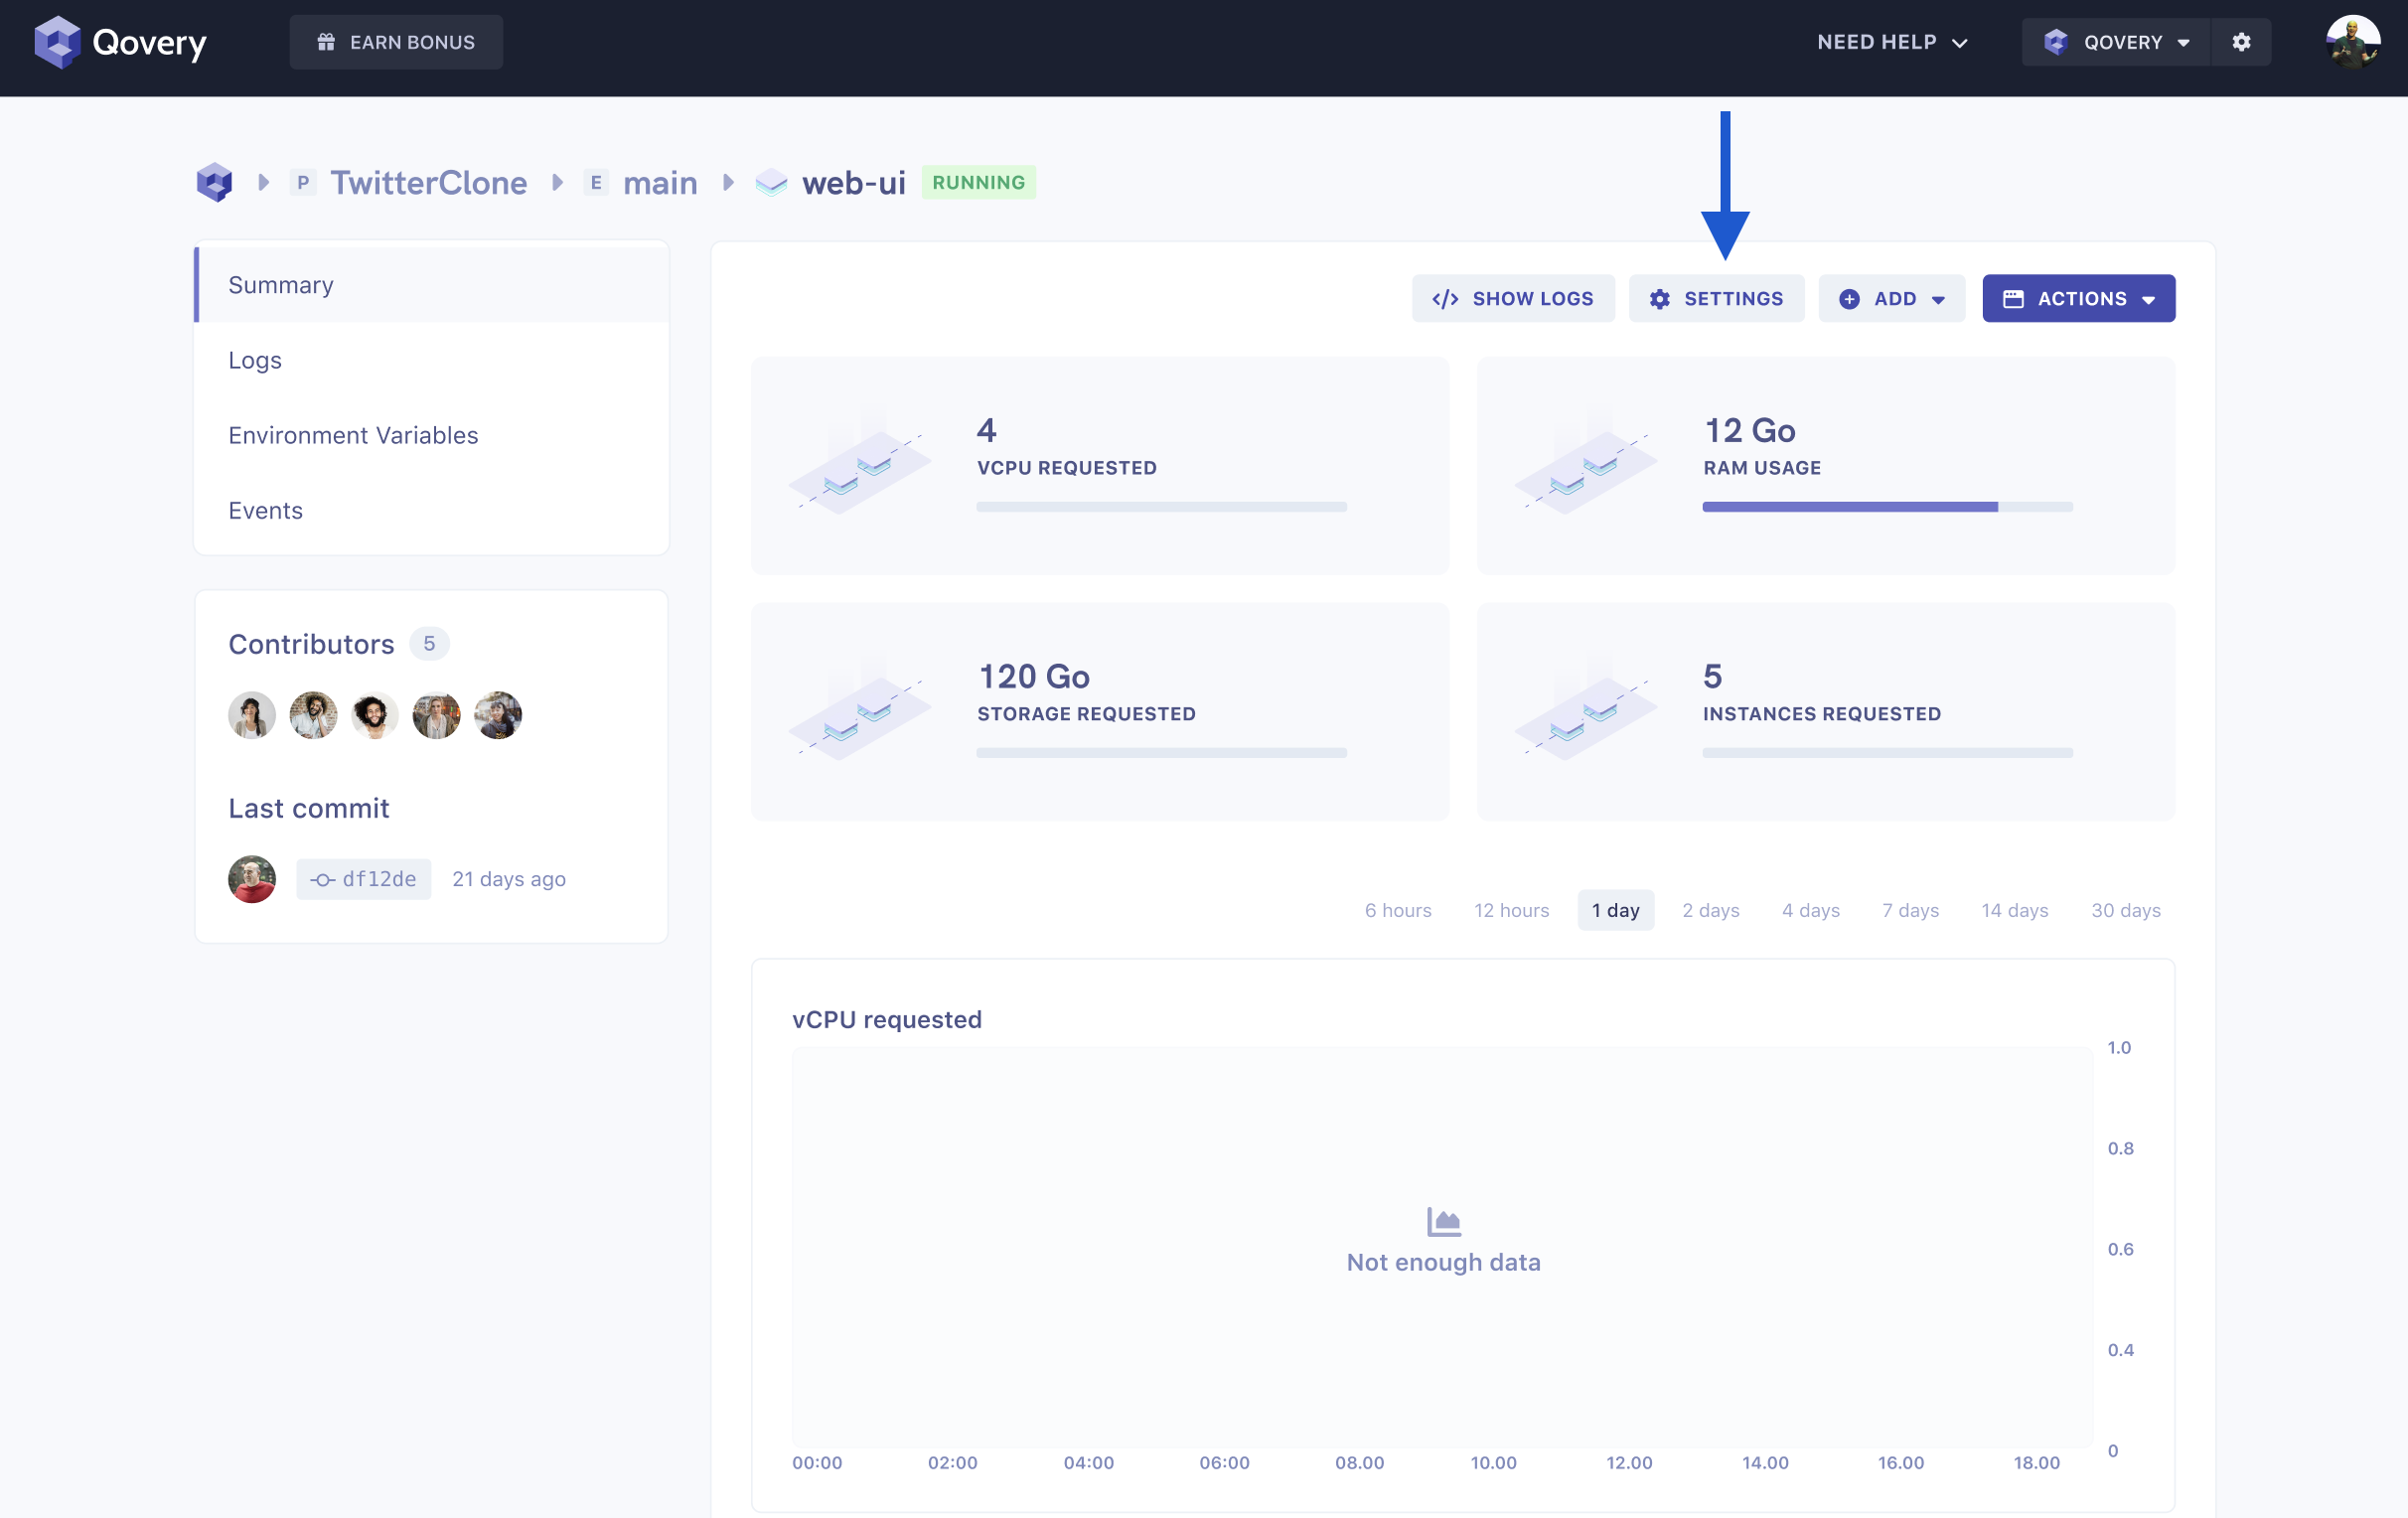 Qovery
EARN BONUS
NEED HELP
QOVERY
P TwitterClone E main web-ui RUNNING
Summary
Logs
Environment Variables
Events
Contributors 5
Last commit
df12de 21 days ago
SHOW LOGS SETTINGS ADD ACTIONS
4
VCPU REQUESTED
12 Go
RAM USAGE
120 Go
STORAGE REQUESTED
5
INSTANCES REQUESTED
6 hours 12 hours 1 day 2 days 4 days 7 days 14 days 30 days
vCPU requested
1.0
0.8
0.6
0.4
0
Not enough data
00:00 02:00 04:00 06:00 08.00 10.00 12.00 14.00 16.00 18.00